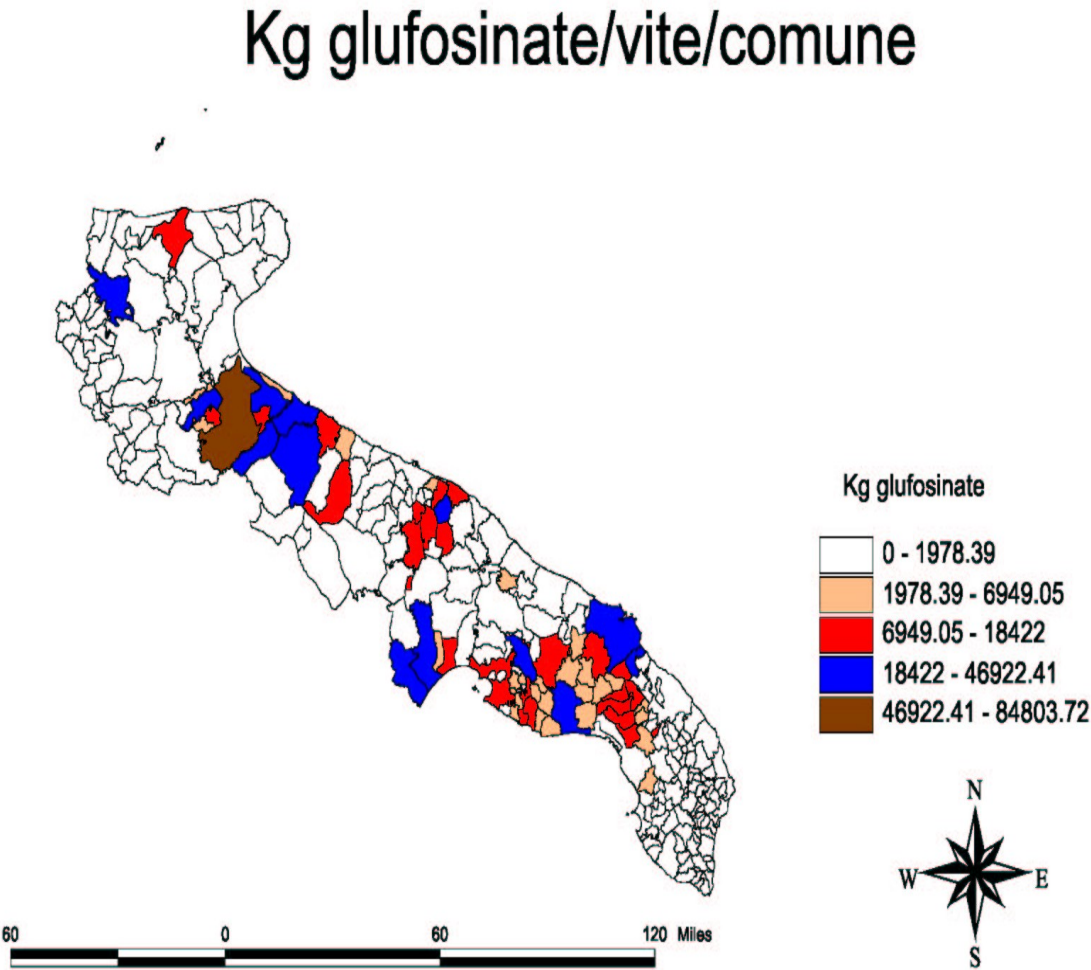 Kg glufosinate/vite/comune
Kg glufosinate
0 - 1978.39
1978.39 - 6949.05
6949.05 - 18422
18422 - 46922.41
46922.41 - 84803.72
N
W E
S
60 0 60 120 Miles